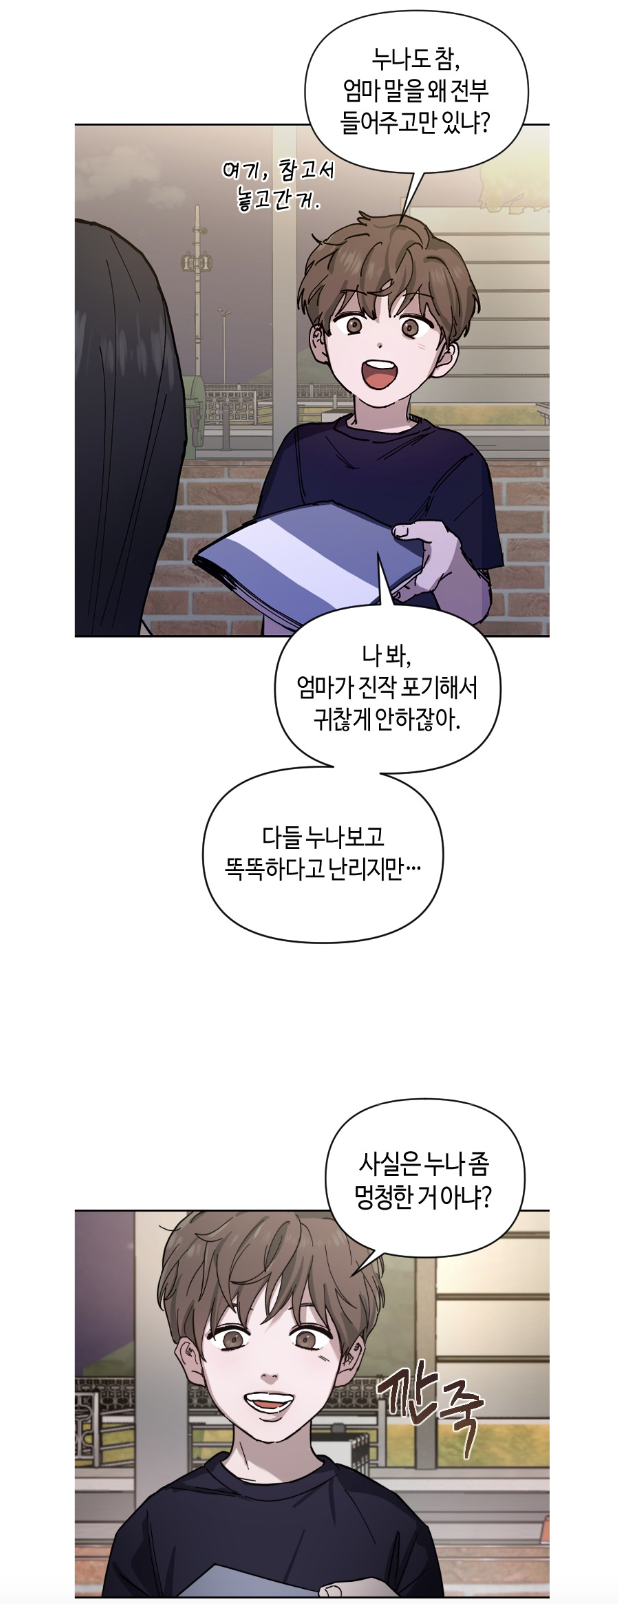 누나도 참,
엄마 말을 왜 전부
들어주고만 있냐?
여기, 참고서
놓고간거.
나 봐,
엄마가 진작 포기해서
귀찮게 안하잖아.
다들 누나보고
똑똑하다고 난리지만…
사실은 누나 좀
멍청한 거 아냐?
깐죽